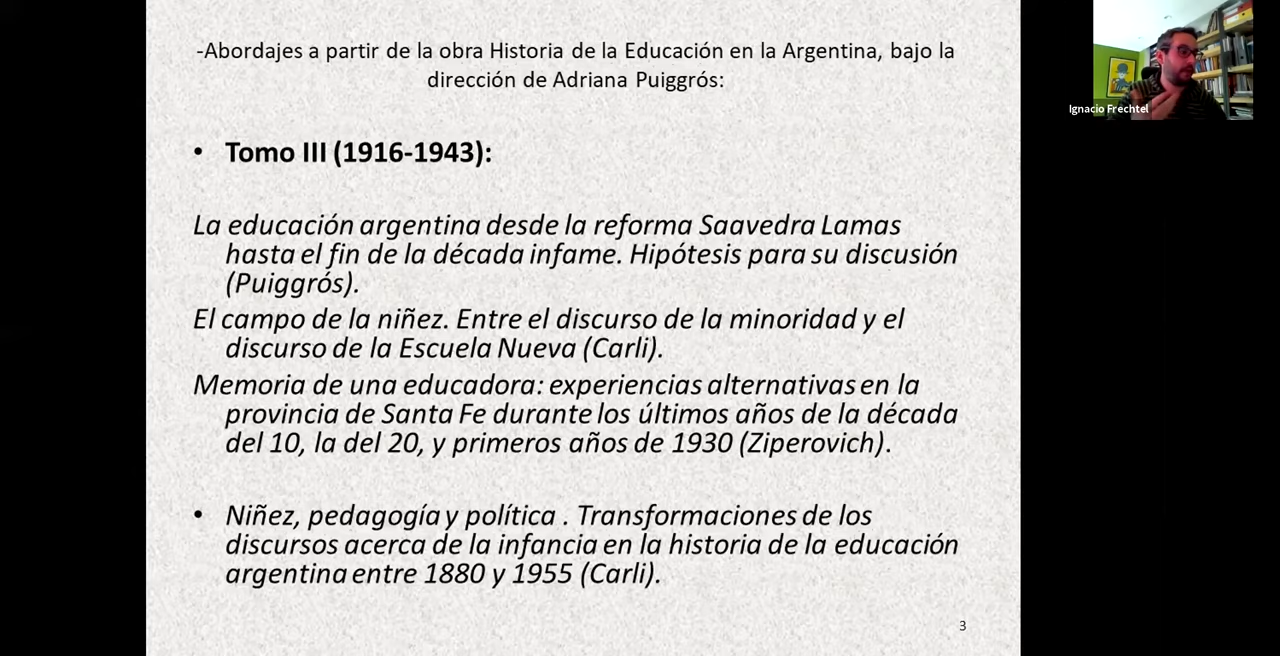 -Abordajes a partir de la obra Historia de la Educación en la Argentina, bajo la
dirección de Adriana Puiggrós:
• Tomo III (1916-1943):
La educación argentina desde la reforma Saavedra Lamas
hasta el fin de la década infame. Hipótesis para su discusión
(Puiggrós).
El campo de la niñez. Entre el discurso de la minoridad y el
discurso de la Escuela Nueva (Carli).
Memoria de una educadora: experiencias alternativas en la
provincia de Santa Fe durante los últimos años de la década
del 10, la del 20, y primeros años de 1930 (Ziperovich).
• Niñez, pedagogía y política . Transformaciones de los
discursos acerca de la infancia en la historia de la educación
argentina entre 1880 y 1955 (Carli).
3
Ignacio Frechtel